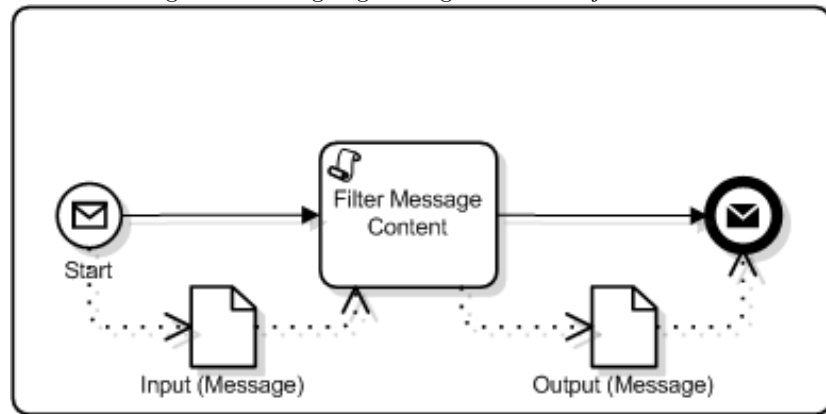 Filter Message
Content
Start
Input (Message)
Output (Message)